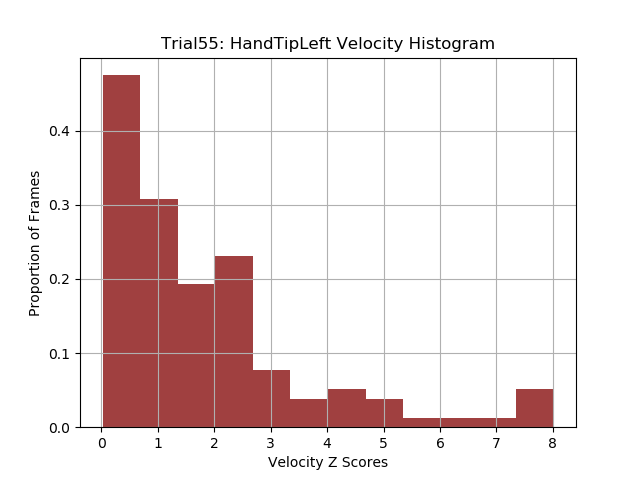 Trial55: HandTipLeft Velocity Histogram
Proportion of Frames
0.4
0.3
0.2
0.1
0.0
0 1 2 3 4 5 6 7 8
Velocity Z Scores